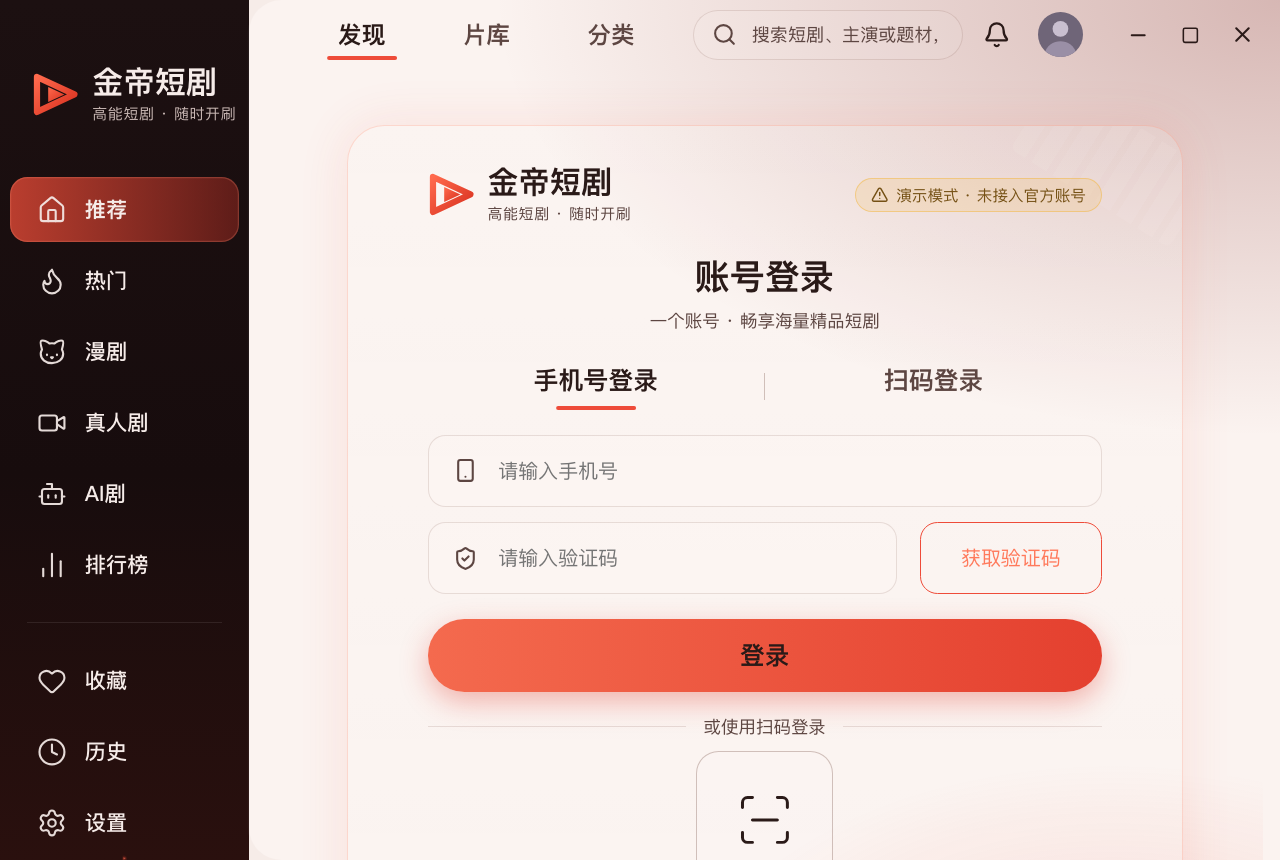 金帝短剧
高能短剧 · 随时开刷
推荐
热门
漫剧
真人剧
AI剧
排行榜
收藏
历史
设置
发现
片库
分类
搜索短剧、主演或题材,
金帝短剧
高能短剧 · 随时开刷
演示模式 · 未接入官方账号
账号登录
一个账号 · 畅享海量精品短剧
手机号登录
扫码登录
请输入手机号
请输入验证码
获取验证码
登录
或使用扫码登录